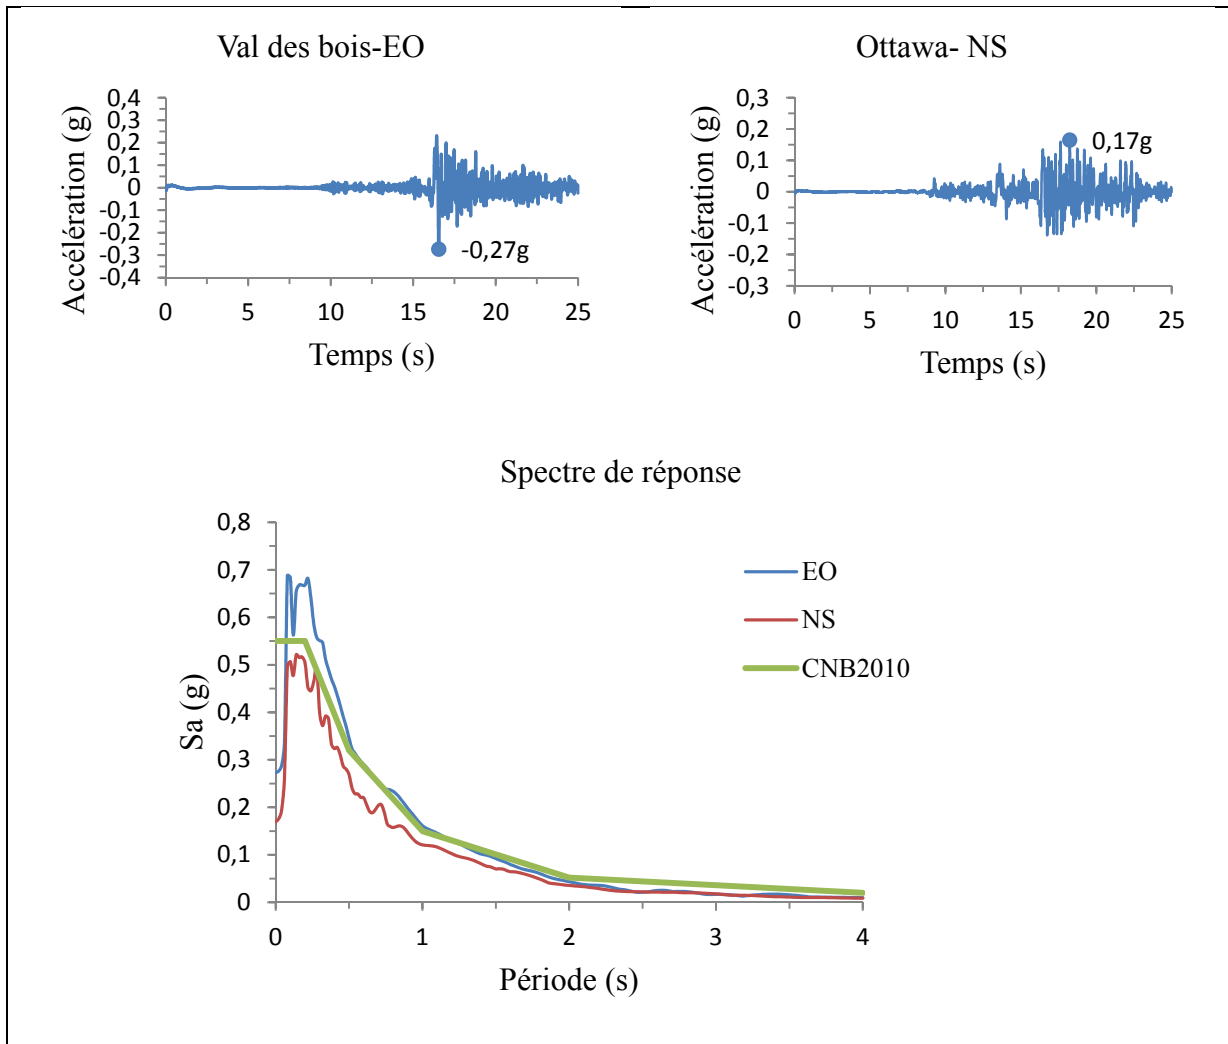 Val des bois-EO
Accélération (g)
0,4
0,3
0,2
0,1
0
-0,1
-0,2
-0,3
-0,4
-0,27g
0 5 10 15 20 25
Temps (s)
Ottawa- NS
Accélération (g)
0,3
0,2
0,1
0
-0,1
-0,2
-0,3
0,17g
0 5 10 15 20 25
Temps (s)
Spectre de réponse
Sa (g)
0,8
0,7
0,6
0,5
0,4
0,3
0,2
0,1
0
0 1 2 3 4
Période (s)
EO
NS
CNB2010